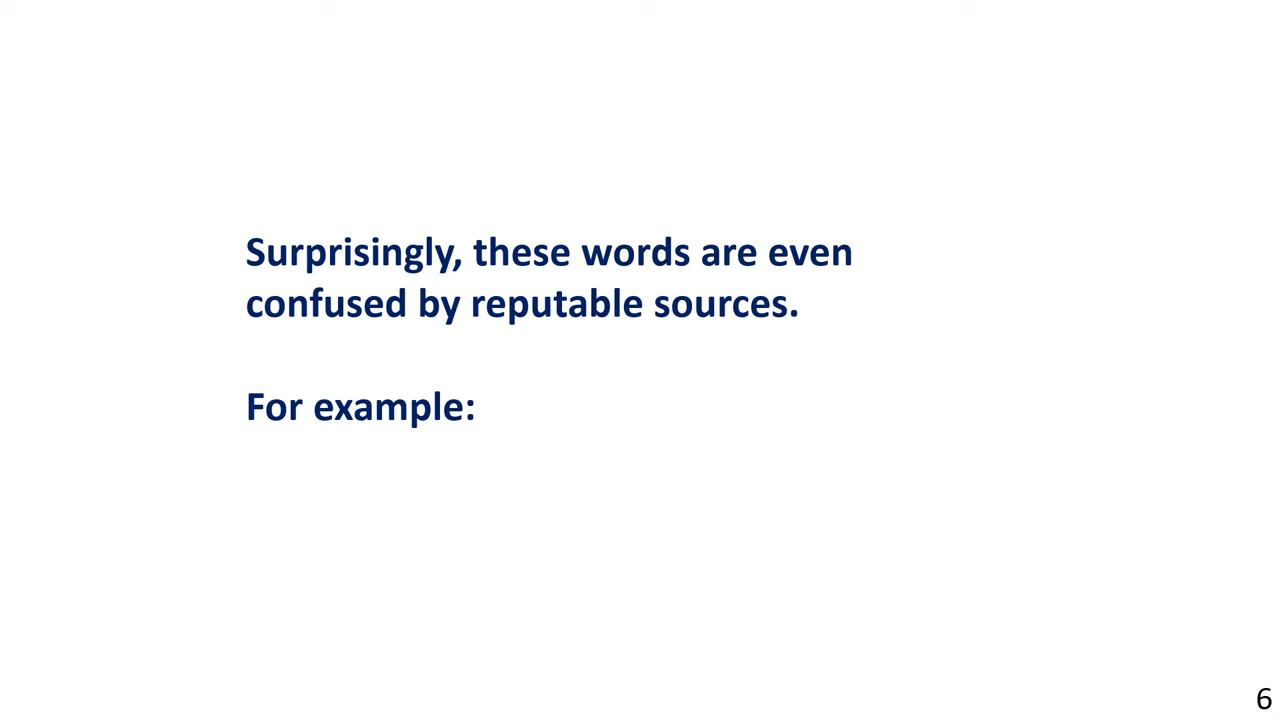 Surprisingly, these words are even
confused by reputable sources.
For example:
6